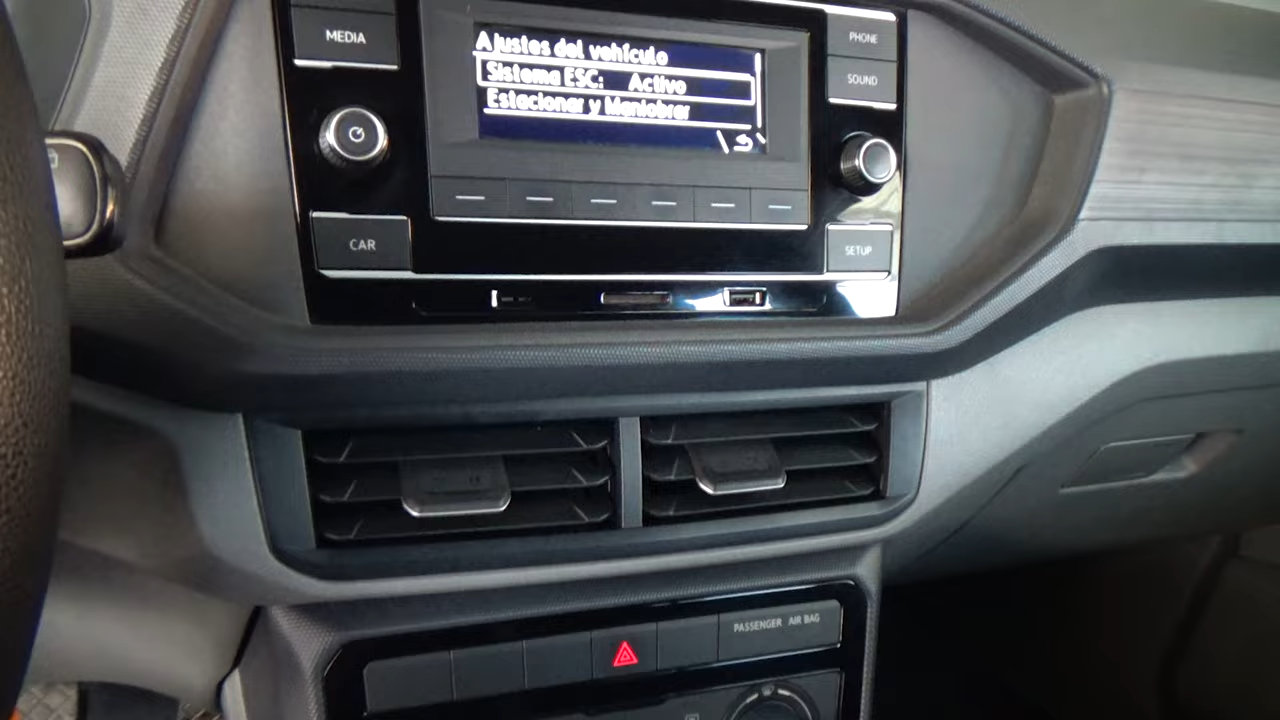 MEDIA
PHONE
SOUND
Ajustes del vehículo
Sistema ESC: Activo
Estacionar y Maniobrar
CAR
SETUP
PASSENGER AIR BAG